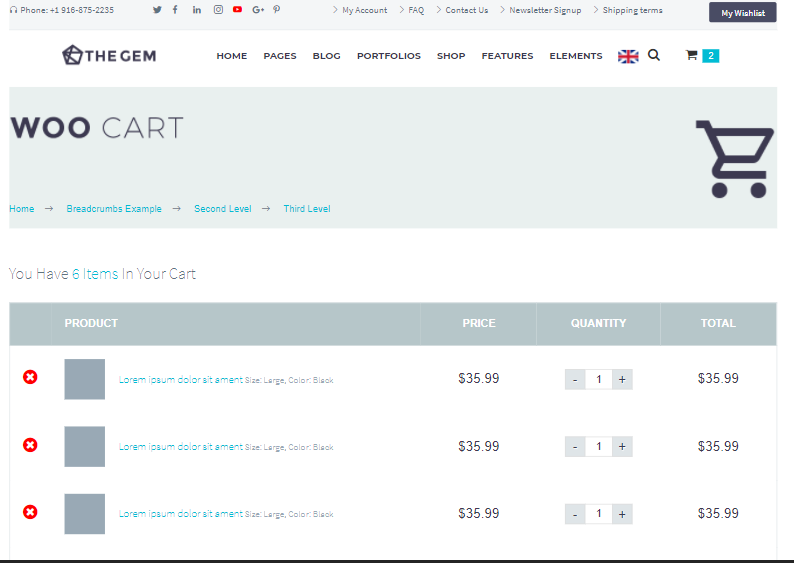 Phone: +1 916-875-2235 My Account FAQ Contact Us Newsletter Signup Shipping terms My Wishlist
THE GEM HOME PAGES BLOG PORTFOLIOS SHOP FEATURES ELEMENTS 2
WOO CART
Home → Breadcrumbs Example → Second Level → Third Level
You Have 6 Items In Your Cart
PRODUCT PRICE QUANTITY TOTAL
Lorem ipsum dolor sit ament Size: Large, Color: Black $35.99 - 1 + $35.99
Lorem ipsum dolor sit ament Size: Large, Color: Black $35.99 - 1 + $35.99
Lorem ipsum dolor sit ament Size: Large, Color: Black $35.99 - 1 + $35.99